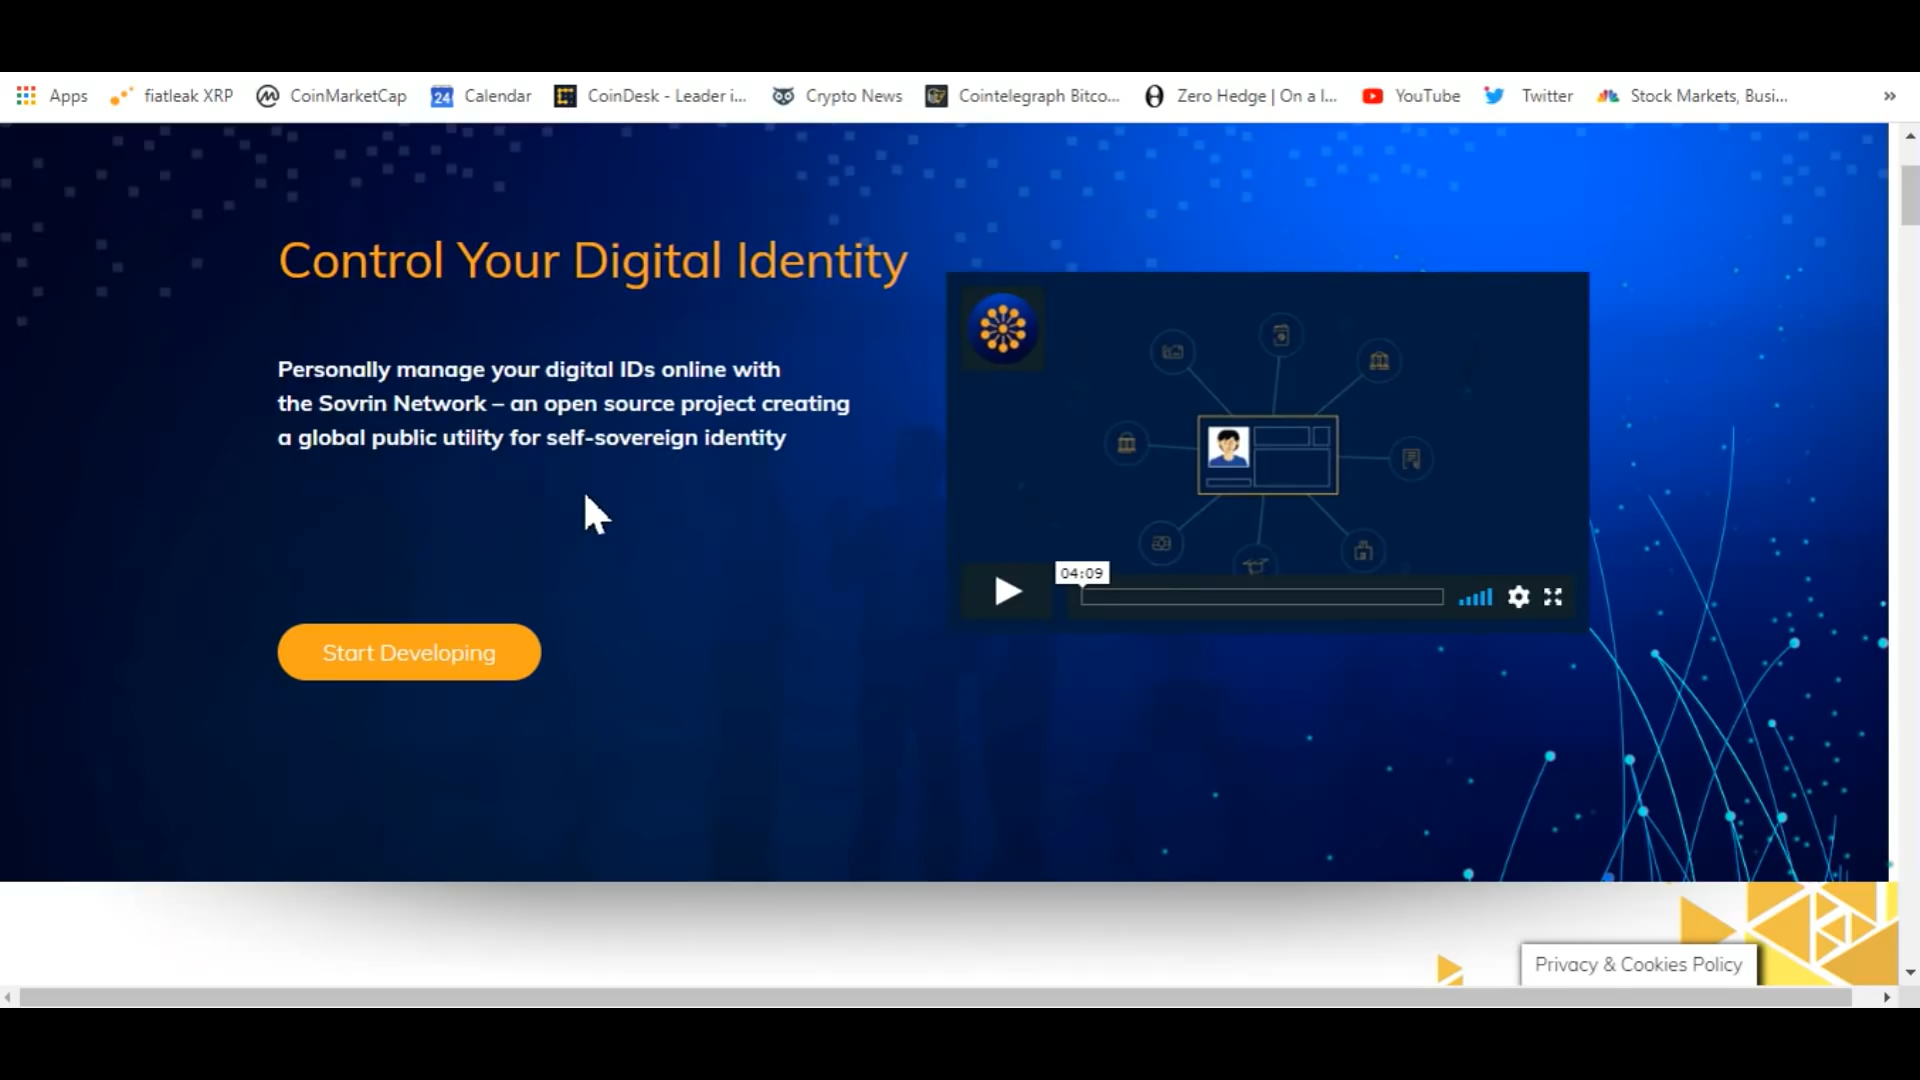 Apps fiatleak XRP CoinMarketCap 24 Calendar CoinDesk - Leader i... Crypto News Cointelegraph Bitco... Zero Hedge | On a l... YouTube Twitter Stock Markets, Busi... »
Control Your Digital Identity
Personally manage your digital IDs online with
the Sovrin Network – an open source project creating
a global public utility for self-sovereign identity
04:09
Start Developing
Privacy & Cookies Policy